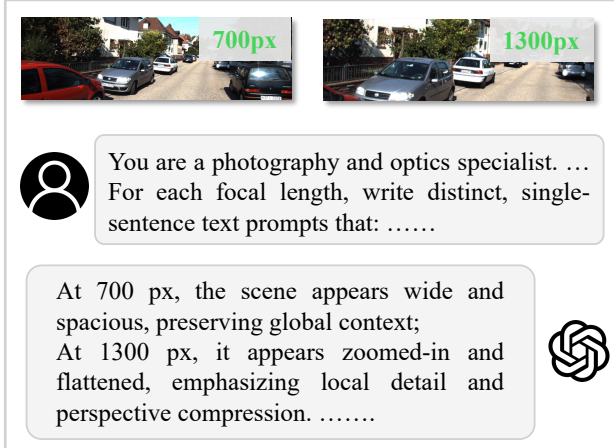 700px
1300px
You are a photography and optics specialist. …
For each focal length, write distinct, single-
sentence text prompts that: ……
At 700 px, the scene appears wide and
spacious, preserving global context;
At 1300 px, it appears zoomed-in and
flattened, emphasizing local detail and
perspective compression. …….